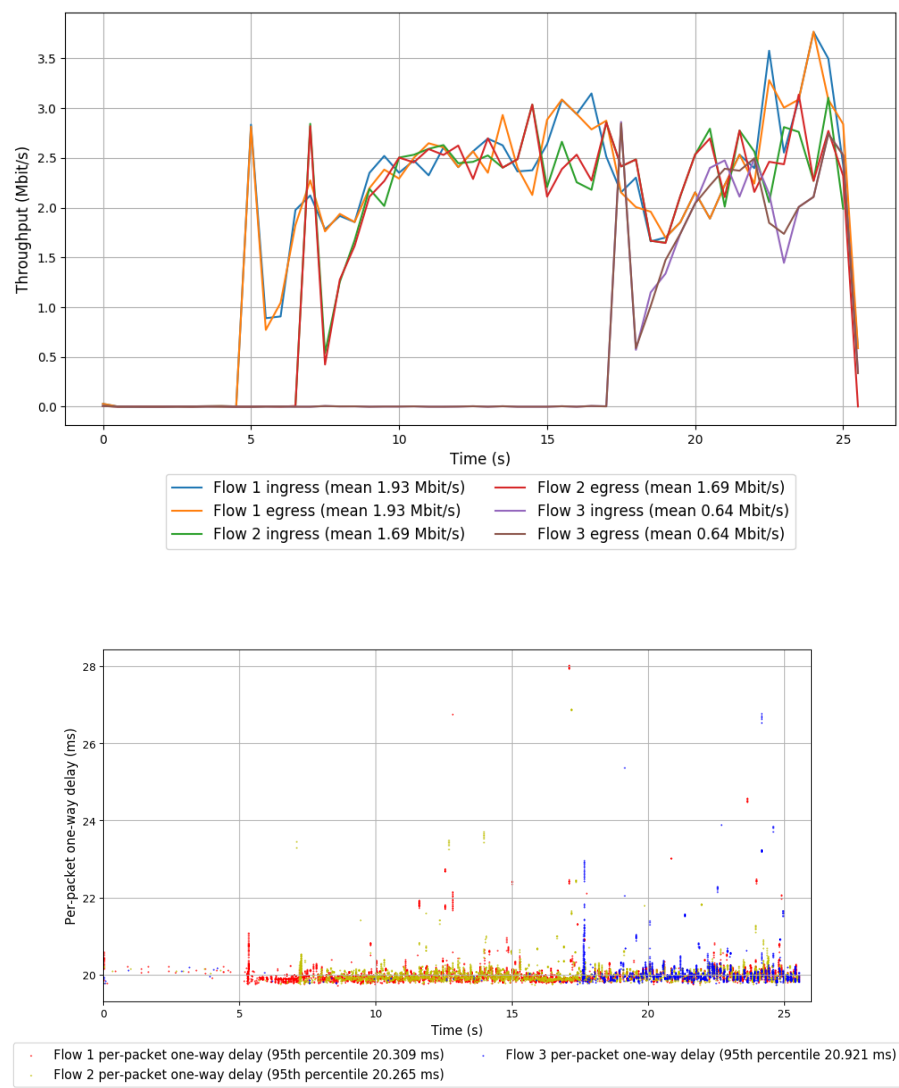 3.5
3.0
2.5
2.0
1.5
1.0
0.5
0.0
Throughput (Mbit/s)
0 5 10 15 20 25
Time (s)
Flow 1 ingress (mean 1.93 Mbit/s)
Flow 1 egress (mean 1.93 Mbit/s)
Flow 2 ingress (mean 1.69 Mbit/s)
Flow 2 egress (mean 1.69 Mbit/s)
Flow 3 ingress (mean 0.64 Mbit/s)
Flow 3 egress (mean 0.64 Mbit/s)
28
26
24
22
20
Per-packet one-way delay (ms)
0 5 10 15 20 25
Time (s)
Flow 1 per-packet one-way delay (95th percentile 20.309 ms)
Flow 2 per-packet one-way delay (95th percentile 20.265 ms)
Flow 3 per-packet one-way delay (95th percentile 20.921 ms)